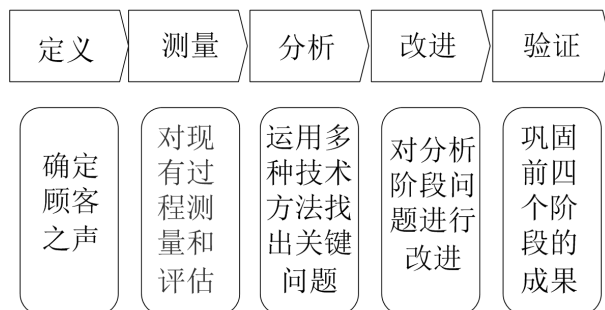 定义
测量
分析
改进
验证
确定
顾客
之声
对现
有过
程测
量和
评估
运用多
种技术
方法找
出关键
问题
对分析
阶段问
题进行
改进
巩固
前四
个阶
段的
成果